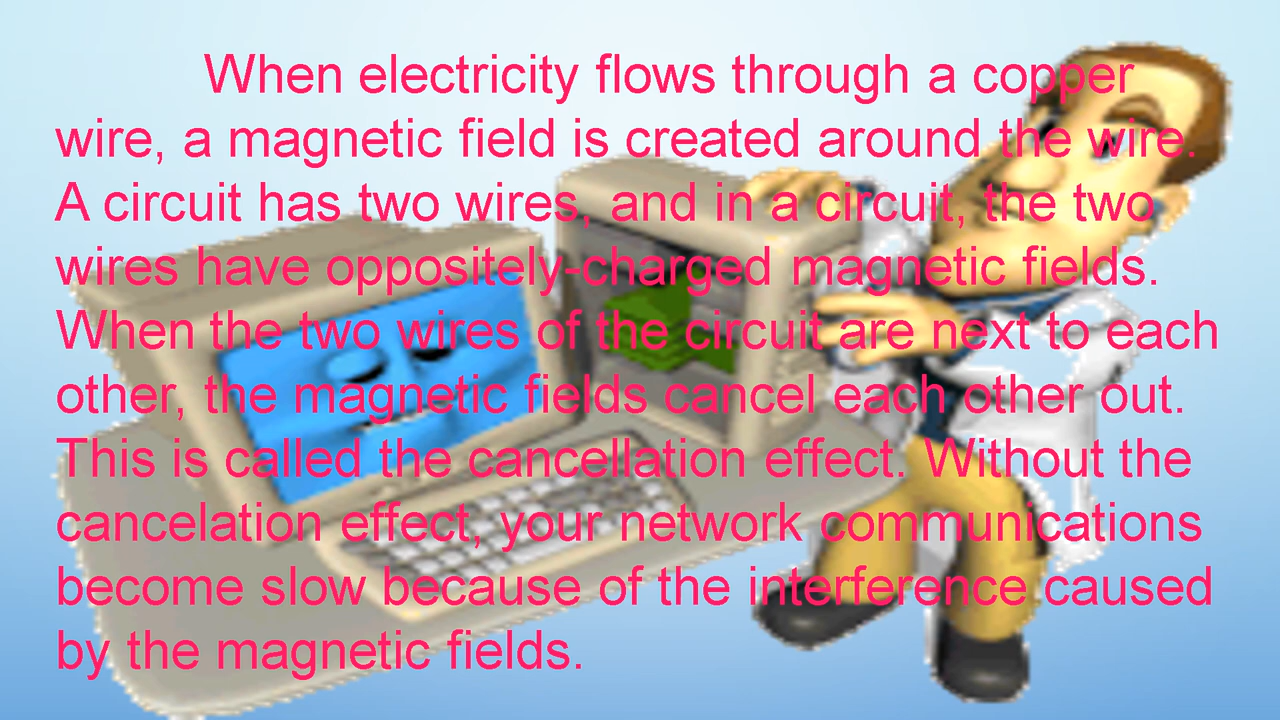 When electricity flows through a copper
wire, a magnetic field is created around the wire.
A circuit has two wires, and in a circuit, the two
wires have oppositely-charged magnetic fields.
When the two wires of the circuit are next to each
other, the magnetic fields cancel each other out.
This is called the cancellation effect. Without the
cancelation effect, your network communications
become slow because of the interference caused
by the magnetic fields.